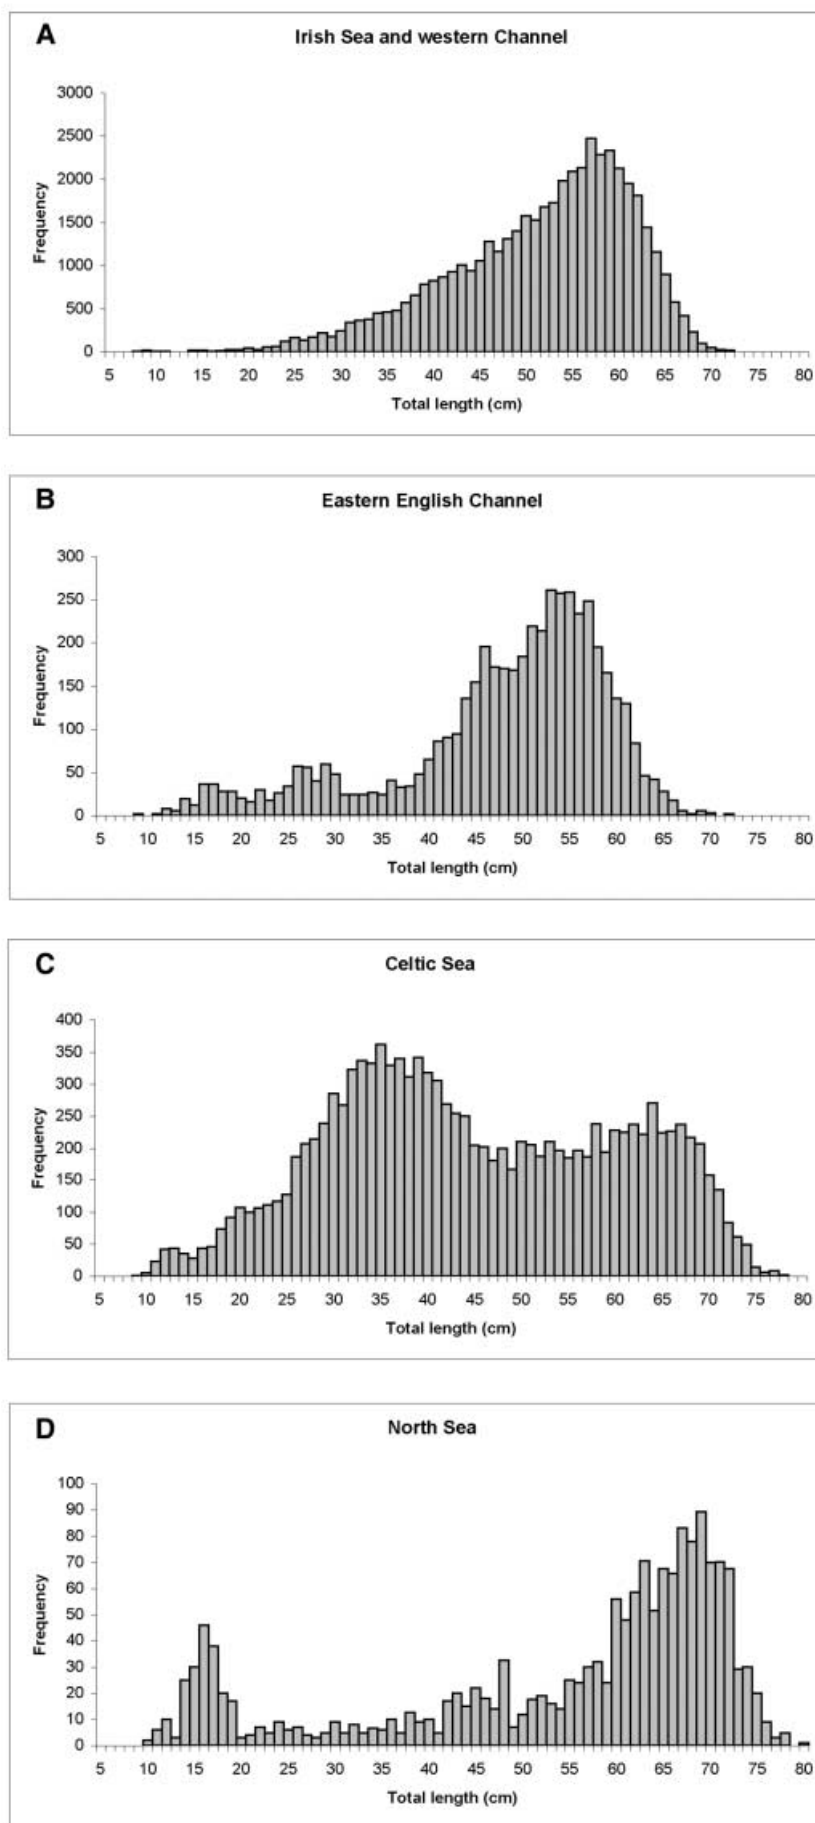 A
Irish Sea and western Channel
3000
2500
2000
1500
1000
500
0
Frequency
5 10 15 20 25 30 35 40 45 50 55 60 65 70 75 80
Total length (cm)
B
Eastern English Channel
300
250
200
150
100
50
0
Frequency
5 10 15 20 25 30 35 40 45 50 55 60 65 70 75 80
Total length (cm)
C
Celtic Sea
400
350
300
250
200
150
100
50
0
Frequency
5 10 15 20 25 30 35 40 45 50 55 60 65 70 75 80
Total length (cm)
D
North Sea
100
90
80
70
60
50
40
30
20
10
0
Frequency
5 10 15 20 25 30 35 40 45 50 55 60 65 70 75 80
Total length (cm)